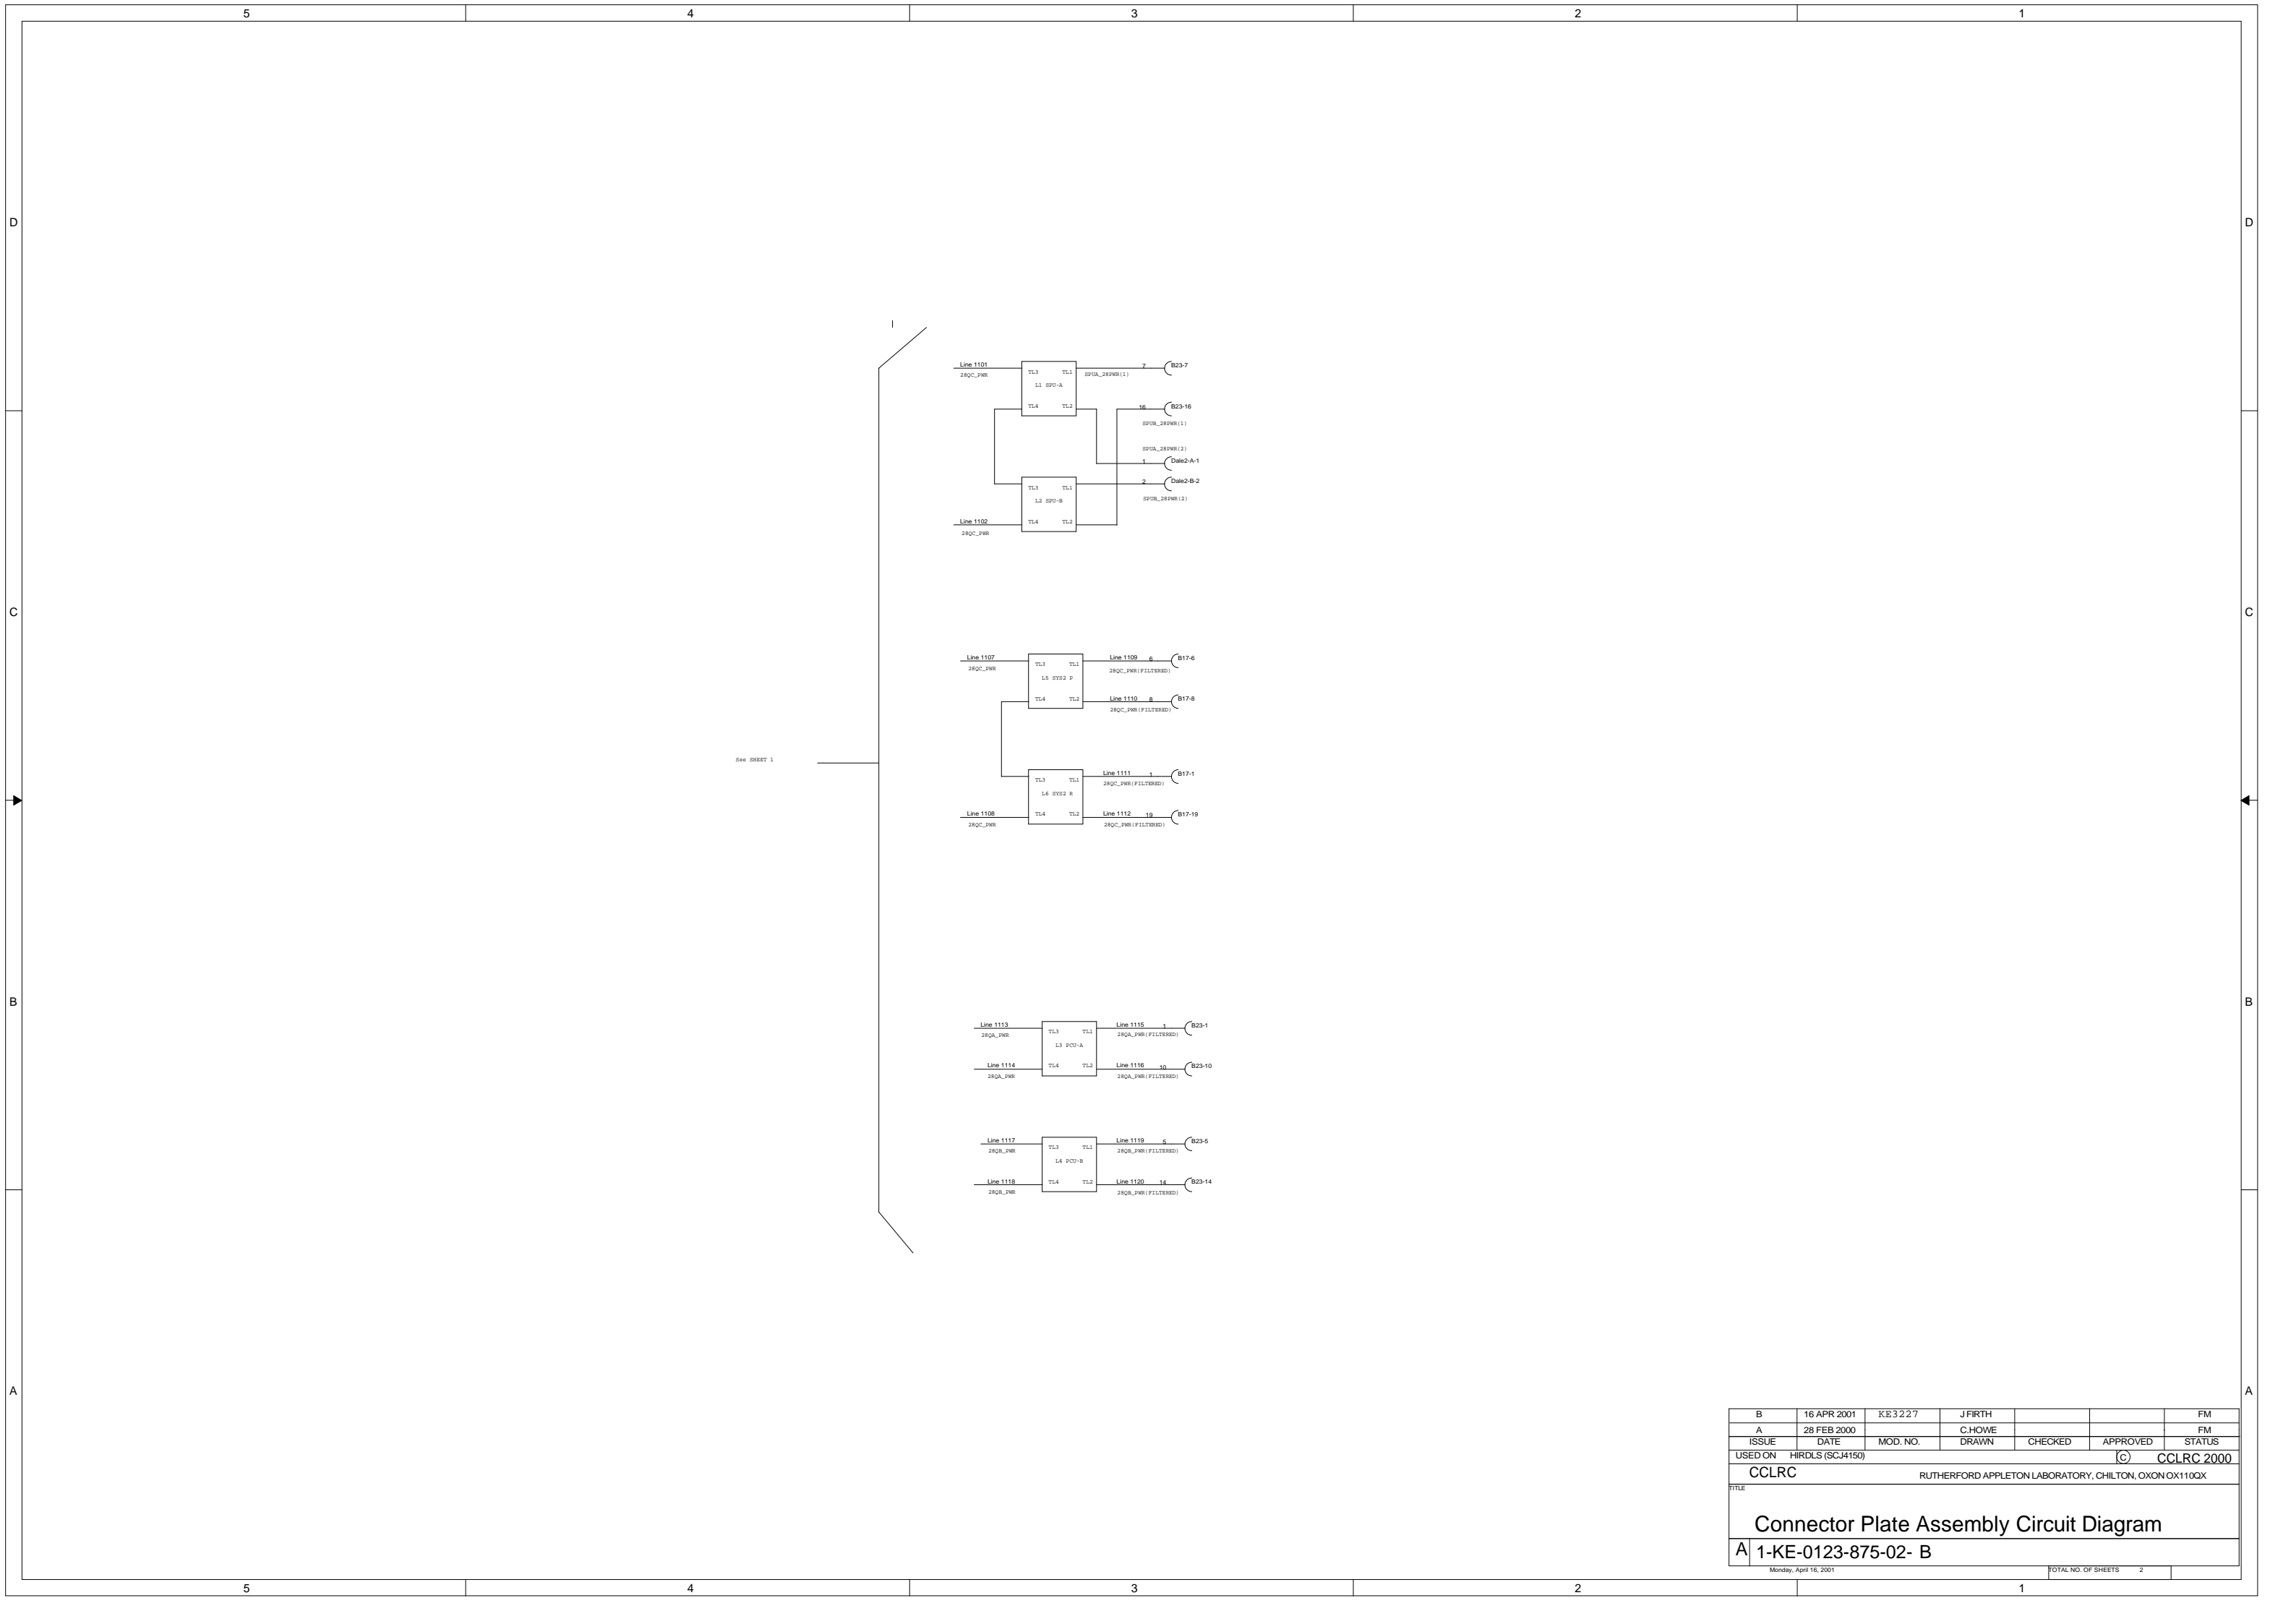 5 4 3 2 1
D D
Line 1101
28QC_PWR
TL3 TL1
L1 SPU-A
TL4 TL2
SPUA_28PWR(1)
7 B23-7
16 B23-16
SPUB_28PWR(1)
SPUA_28PWR(2)
1 Dale2-A-1
2 Dale2-B-2
SPUB_28PWR(2)
TL3 TL1
L2 SPU-B
TL4 TL2
Line 1102
28QC_PWR
C C
Line 1107
28QC_PWR
TL3 TL1
L5 SYS2 P
TL4 TL2
Line 1109 6 B17-6
28QC_PWR(FILTERED)
Line 1110 8 B17-8
28QC_PWR(FILTERED)
See SHEET 1
TL3 TL1
L6 SYS2 R
TL4 TL2
Line 1111 1 B17-1
28QC_PWR(FILTERED)
Line 1108
28QC_PWR
Line 1112 19 B17-19
28QC_PWR(FILTERED)
B B
Line 1113
28QA_PWR
TL3 TL1
L3 PCU-A
TL4 TL2
Line 1115 1 B23-1
28QA_PWR(FILTERED)
Line 1114
28QA_PWR
Line 1116 10 B23-10
28QA_PWR(FILTERED)
Line 1117
28QB_PWR
TL3 TL1
L4 PCU-B
TL4 TL2
Line 1119 5 B23-5
28QB_PWR(FILTERED)
Line 1118
28QB_PWR
Line 1120 14 B23-14
28QB_PWR(FILTERED)
A A
B 16 APR 2001 KE3227 J FIRTH FM
A 28 FEB 2000 C.HOWE FM
ISSUE DATE MOD. NO. DRAWN CHECKED APPROVED STATUS
USED ON HIRDLS (SCJ4150) C CCLRC 2000
CCLRC RUTHERFORD APPLETON LABORATORY, CHILTON, OXON OX110QX
TITLE
Connector Plate Assembly Circuit Diagram
A 1-KE-0123-875-02- B
Monday, April 16, 2001 TOTAL NO. OF SHEETS 2
5 4 3 2 1